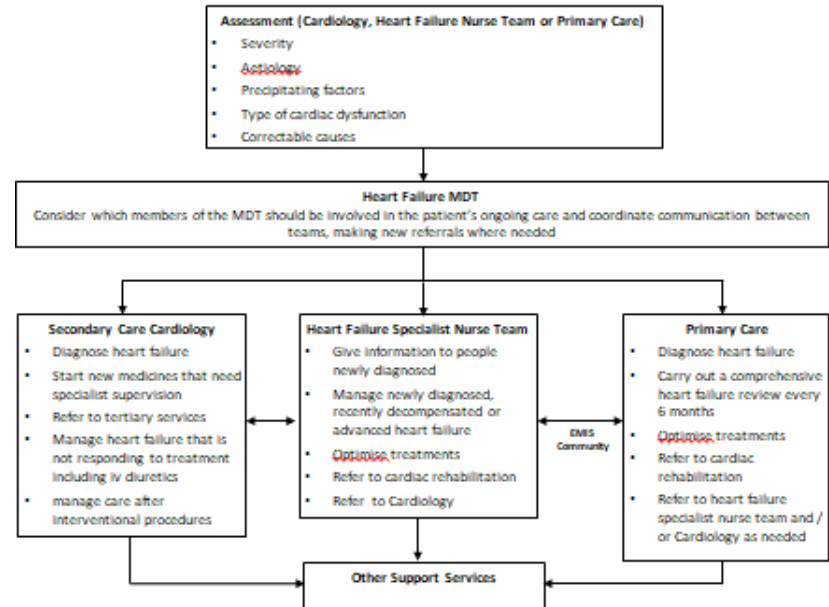 Assessment (Cardiology, Heart Failure Nurse Team or Primary Care)
▪ Severity
▪ Aetiology
▪ Precipitating factors
▪ Type of cardiac dysfunction
▪ Correctable causes
Heart Failure MDT
Consider which members of the MDT should be involved in the patient's ongoing care and coordinate communication between
teams, making new referrals where needed
Secondary Care Cardiology
▪ Diagnose heart failure
▪ Start new medicines that need
specialist supervision
▪ Refer to tertiary services
▪ Manage heart failure that is
not responding to treatment
including iv diuretics
▪ manage care after
interventional procedures
Heart Failure Specialist Nurse Team
▪ Give information to people
newly diagnosed
▪ Manage newly diagnosed,
recently decompensated or
advanced heart failure
▪ Optimise treatments
▪ Refer to cardiac rehabilitation
▪ Refer to Cardiology
EMIS
Community
Primary Care
▪ Diagnose heart failure
▪ Carry out a comprehensive
heart failure review every
6 months
▪ Optimise treatments
▪ Refer to cardiac
rehabilitation
▪ Refer to heart failure
specialist nurse team and /
or Cardiology as needed
Other Support Services